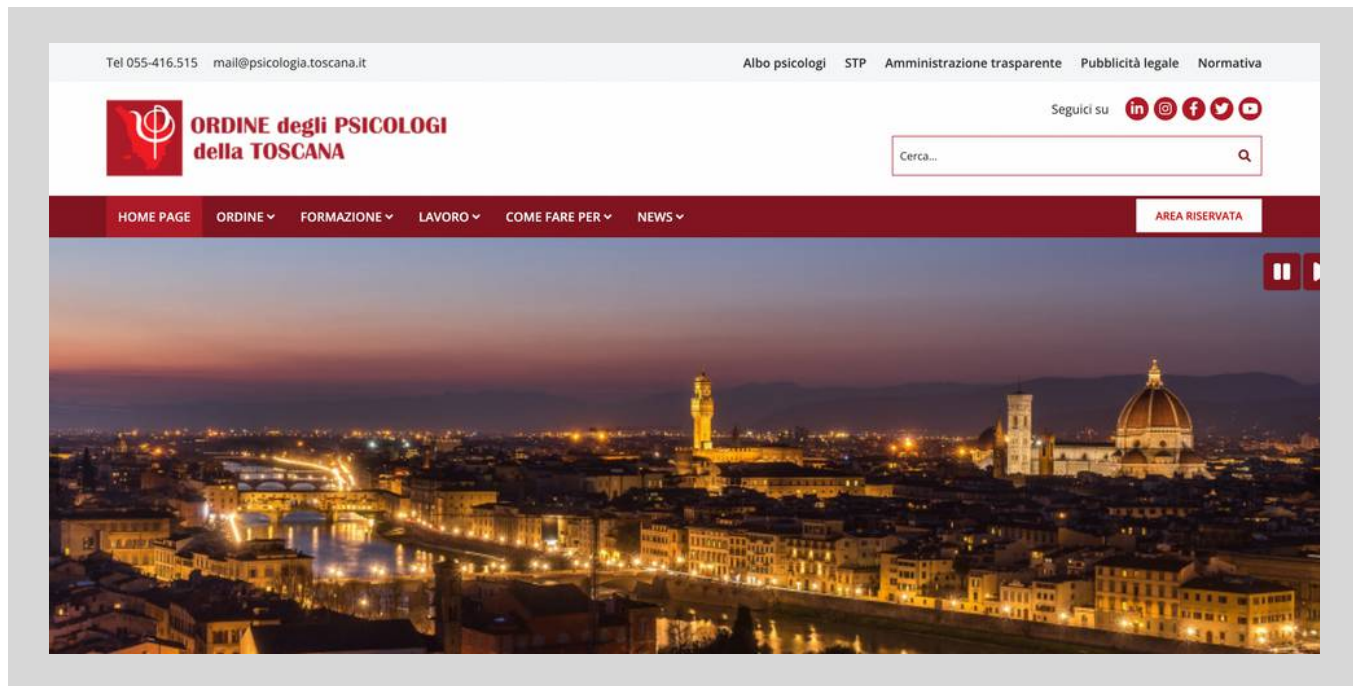 Tel 055-416.515 mail@psicologia.toscana.it Albo psicologi STP Amministrazione trasparente Pubblicità legale Normativa
ORDINE degli PSICOLOGI
della TOSCANA
Seguici su
Cerca...
HOME PAGE ORDINE FORMAZIONE LAVORO COME FARE PER NEWS AREA RISERVATA